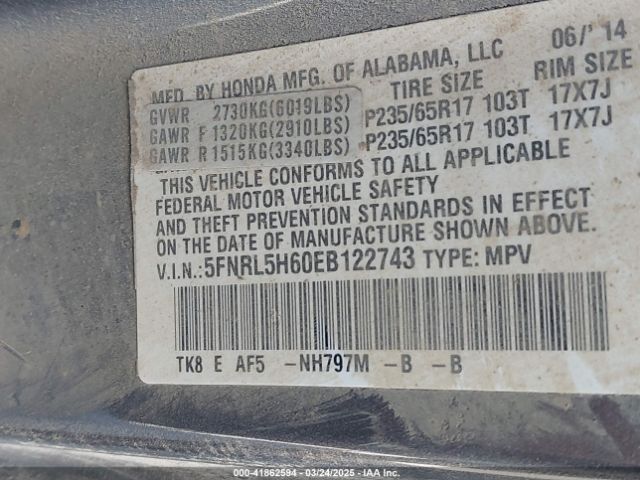 MFD. BY HONDA MFG. OF ALABAMA, LLC 06/'14
TIRE SIZE RIM SIZE
GVWR 2730KG(6019LBS)
GAWR F 1320KG(2910LBS) P235/65R17 103T 17X7J
GAWR R 1515KG(3340LBS) P235/65R17 103T 17X7J
THIS VEHICLE CONFORMS TO ALL APPLICABLE
FEDERAL MOTOR VEHICLE SAFETY
AND THEFT PREVENTION STANDARDS IN EFFECT
ON THE DATE OF MANUFACTURE SHOWN ABOVE.
V.I.N.: 5FNRL5H60EB122743 TYPE: MPV
TK8 E AF5 -NH797M -B -B
00-41862594 - 03/24/2025 - IAA Inc.